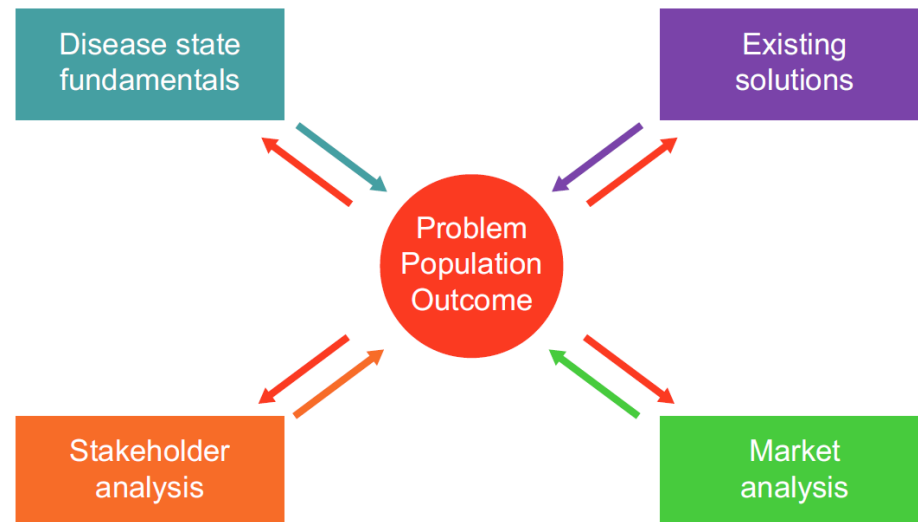 Disease state
fundamentals
Existing
solutions
Problem
Population
Outcome
Stakeholder
analysis
Market
analysis